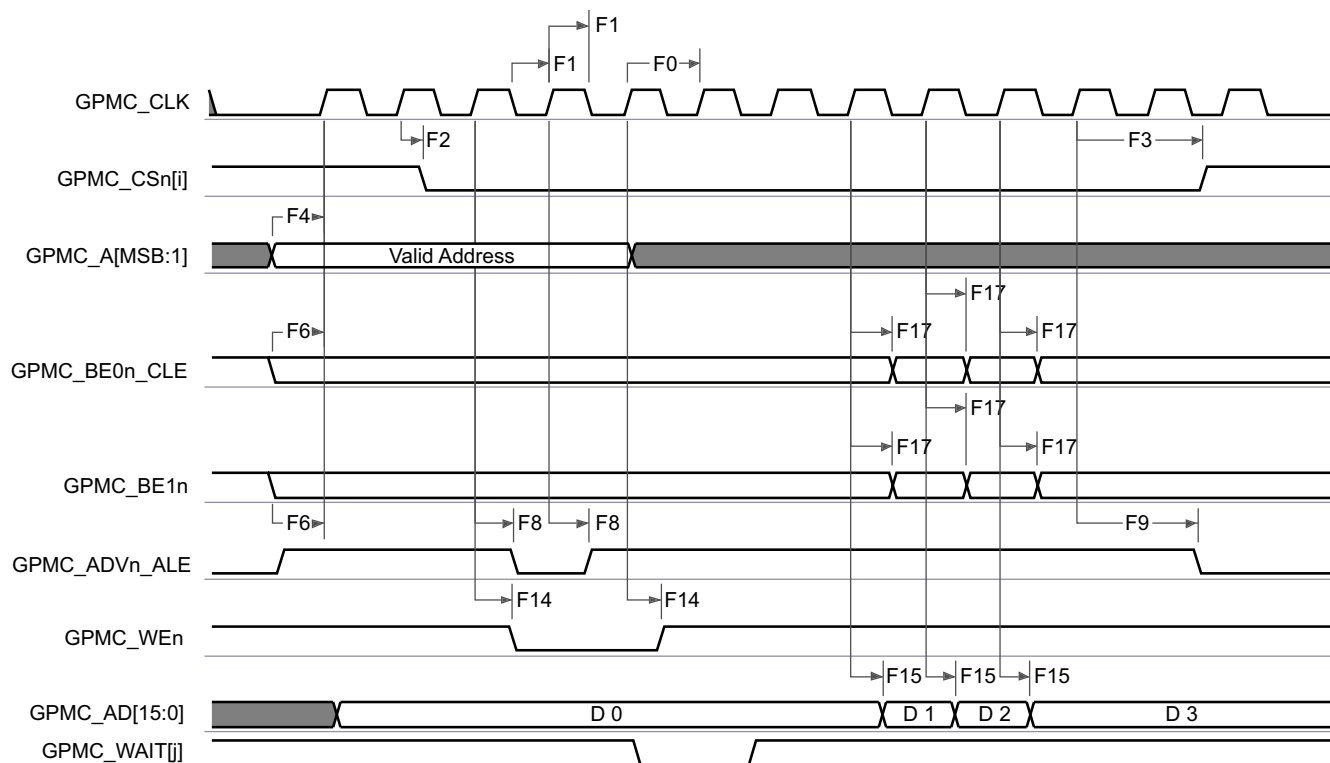 F1
F1
F0
GPMC_CLK
F2
F3
GPMC_CSn[i]
F4
GPMC_A[MSB:1]
Valid Address
F17
F6
F17
F17
GPMC_BE0n_CLE
F17
F17
F17
GPMC_BE1n
F6
F8
F8
F9
GPMC_ADVn_ALE
F14
F14
GPMC_WEn
F15
F15
F15
GPMC_AD[15:0]
D 0
D 1
D 2
D 3
GPMC_WAIT[j]